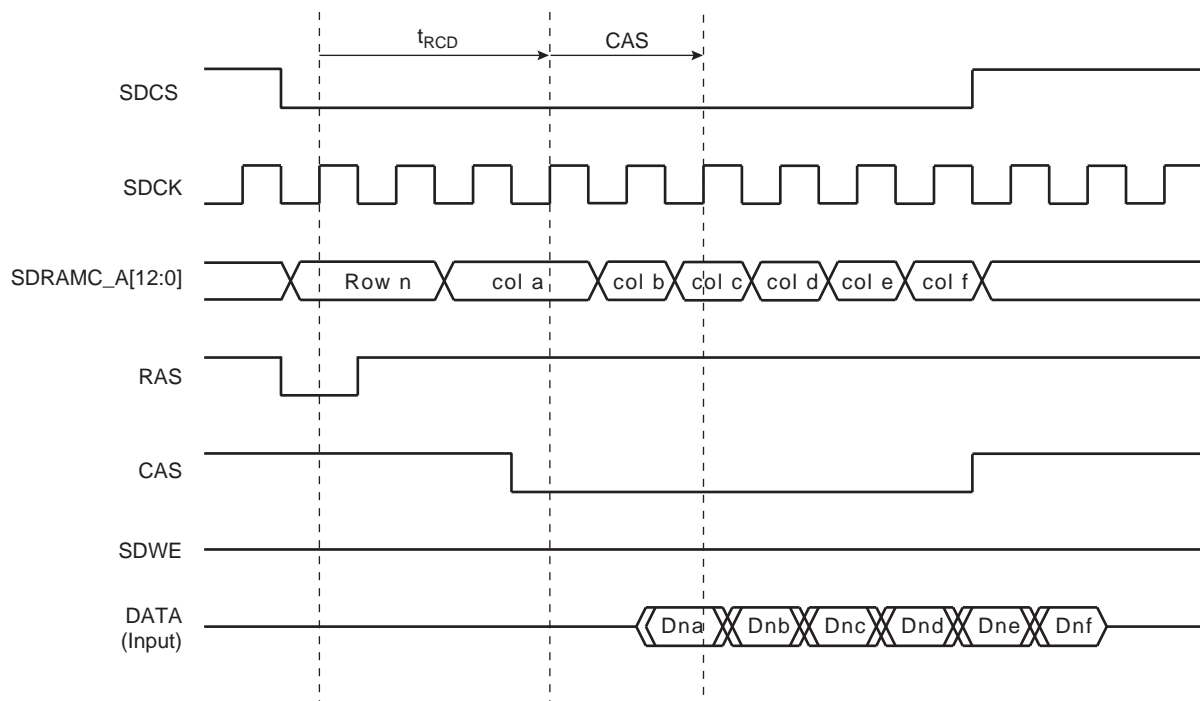 tRCD CAS
SDCS
SDCK
SDRAMC_A[12:0] Row n col a col b col c col d col e col f
RAS
CAS
SDWE
DATA
(Input) Dna Dnb Dnc Dnd Dne Dnf